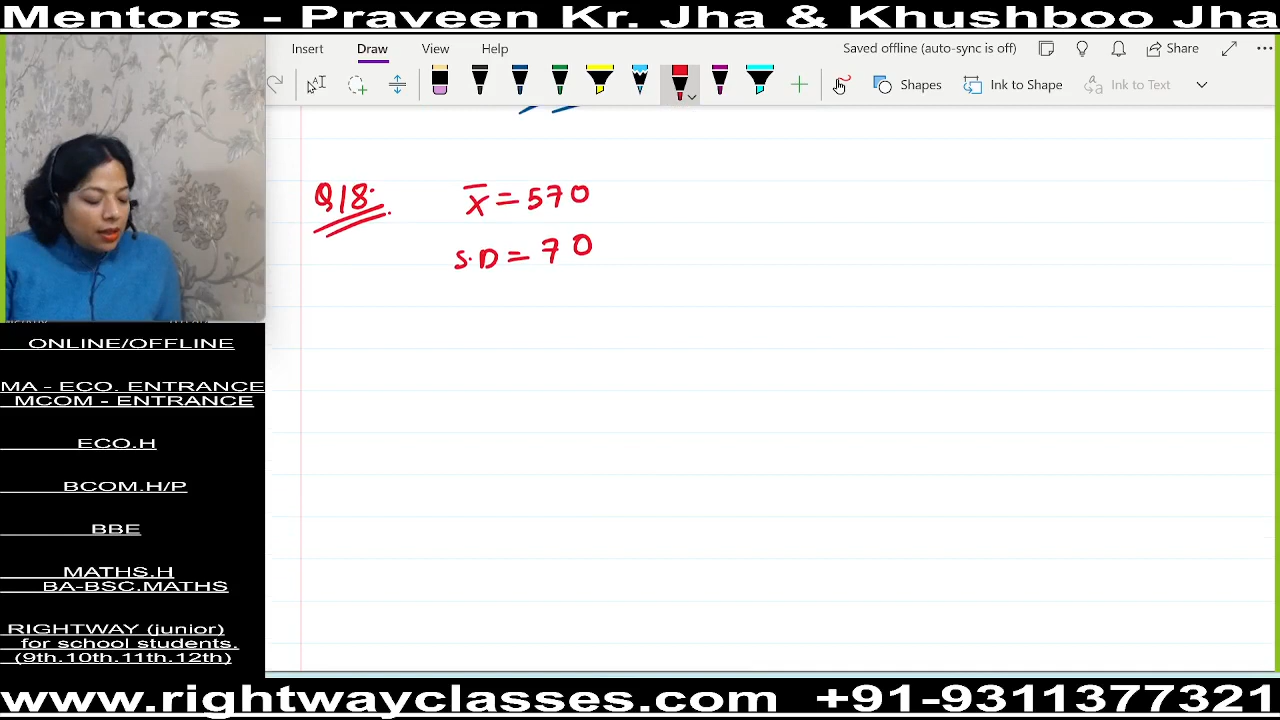 Mentors - Praveen Kr. Jha & Khushboo Jha
Insert Draw View Help Saved offline (auto-sync is off) Share
Shapes Ink to Shape Ink to Text
Q18.
x̄ = 570
S.D = 70
ONLINE/OFFLINE
MA - ECO. ENTRANCE
MCOM - ENTRANCE
ECO.H
BCOM.H/P
BBE
MATHS.H
BA-BSC.MATHS
RIGHTWAY (junior)
for school students.
(9th.10th.11th.12th)
www.rightwayclasses.com +91-9311377321